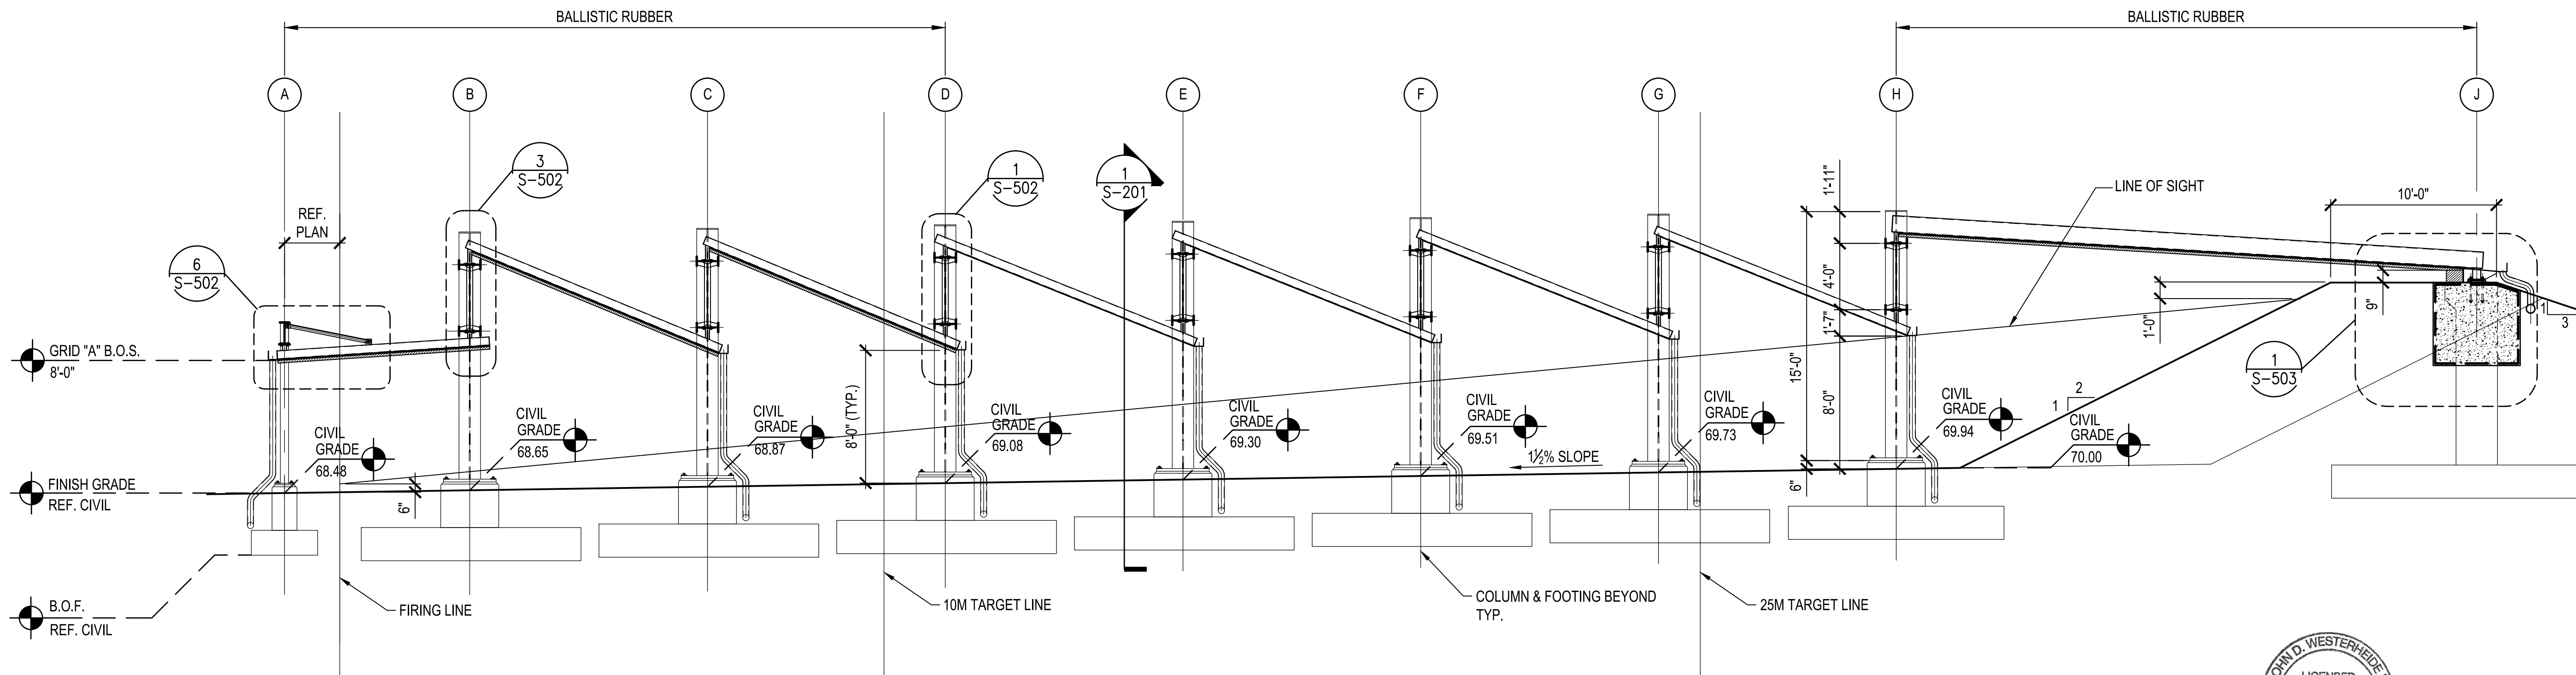 BALLISTIC RUBBER
BALLISTIC RUBBER
A
B
C
D
E
F
G
H
J
3
S-502
1
S-502
1
S-201
REF.
PLAN
6
S-502
1'-11"
LINE OF SIGHT
10'-0"
4'-0"
1'-7"
15'-0"
8'-0"
6"
1'-0"
9"
1
3
GRID "A" B.O.S.
8'-0"
8'-0" (TYP.)
1
S-503
2
1
CIVIL
GRADE
68.48
CIVIL
GRADE
68.65
CIVIL
GRADE
68.87
CIVIL
GRADE
69.08
CIVIL
GRADE
69.30
CIVIL
GRADE
69.51
CIVIL
GRADE
69.73
CIVIL
GRADE
69.94
CIVIL
GRADE
70.00
1½% SLOPE
FINISH GRADE
REF. CIVIL
6"
B.O.F.
REF. CIVIL
FIRING LINE
10M TARGET LINE
COLUMN & FOOTING BEYOND
TYP.
25M TARGET LINE
JOHN D. WESTERHEIDE
LICENSED